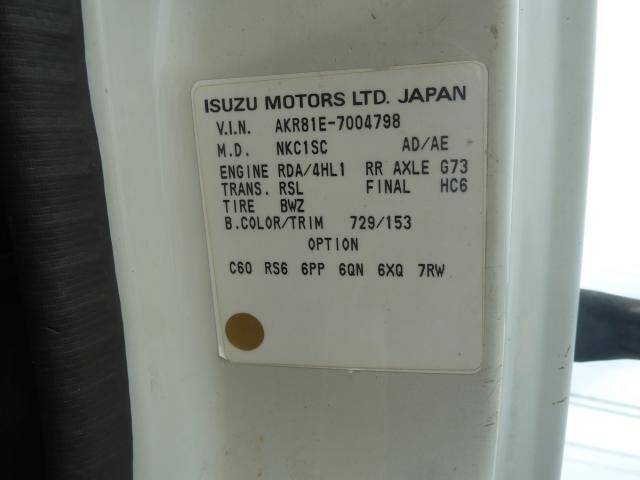 ISUZU MOTORS LTD. JAPAN
V.I.N. AKR81E-7004798
M.D. NKC1SC AD/AE
ENGINE RDA/4HL1 RR AXLE G73
TRANS. RSL FINAL HC6
TIRE BWZ
B.COLOR/TRIM 729/153
OPTION
C60 RS6 6PP 6QN 6XQ 7RW